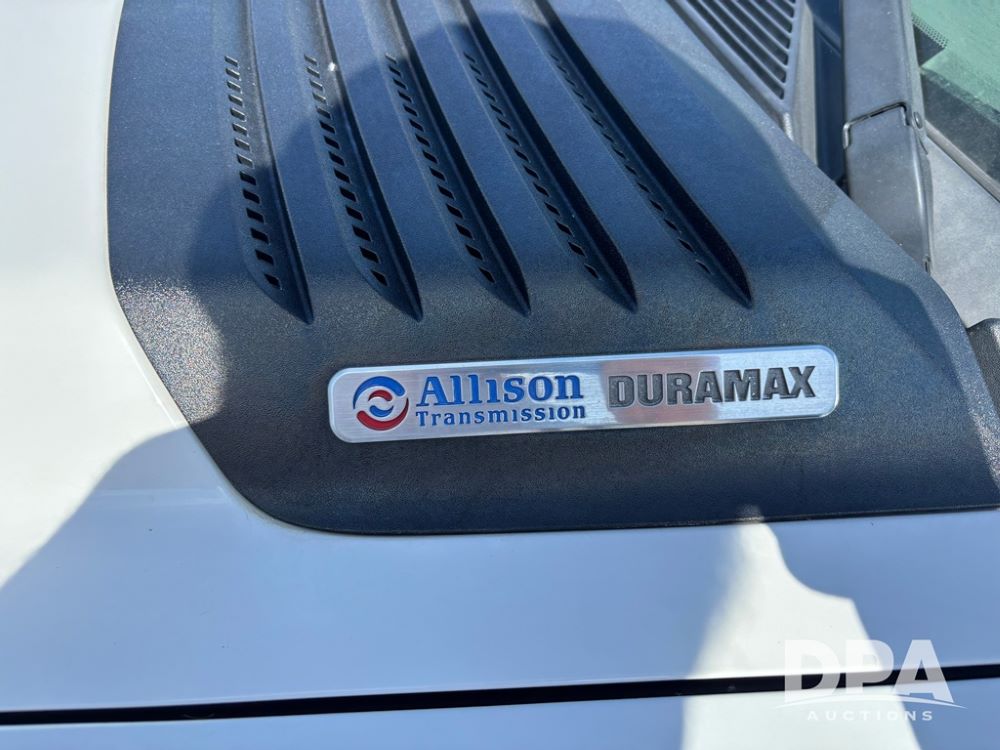 Allison DURAMAX
Transmission
DPA
AUCTIONS